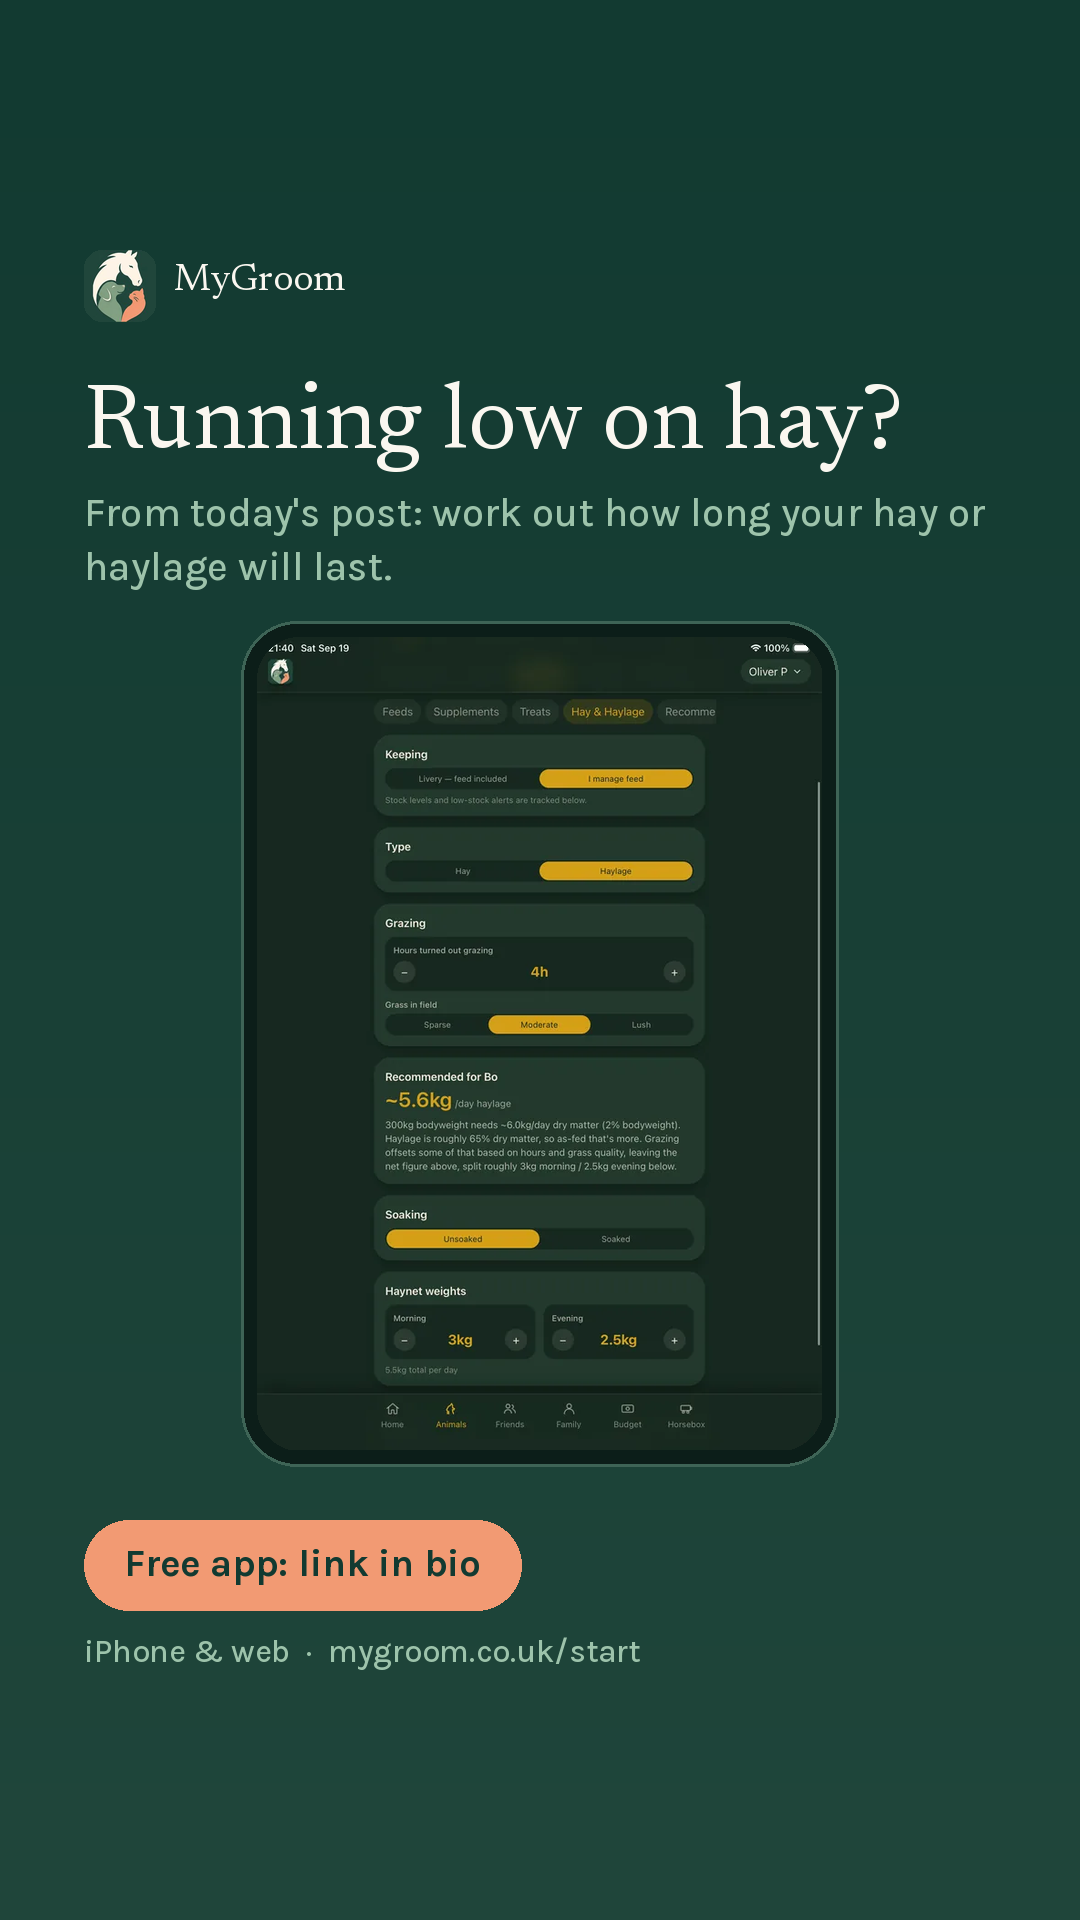 MyGroom
Running low on hay?
From today's post: work out how long your hay or
haylage will last.
1:40 Sat Sep 19
100%
Oliver P
Feeds Supplements Treats Hay & Haylage Recomme
Keeping
Livery — feed included I manage feed
Stock levels and low-stock alerts are tracked below.
Type
Hay Haylage
Grazing
Hours turned out grazing
− 4h +
Grass in field
Sparse Moderate Lush
Recommended for Bo
~5.6kg /day haylage
300kg bodyweight needs ~6.0kg/day dry matter (2% bodyweight).
Haylage is roughly 65% dry matter, so as-fed that's more. Grazing
offsets some of that based on hours and grass quality, leaving the
net figure above, split roughly 3kg morning / 2.5kg evening below.
Soaking
Unsoaked Soaked
Haynet weights
Morning Evening
− 3kg + − 2.5kg +
5.5kg total per day
Home Animals Friends Family Budget Horsebox
Free app: link in bio
iPhone & web · mygroom.co.uk/start